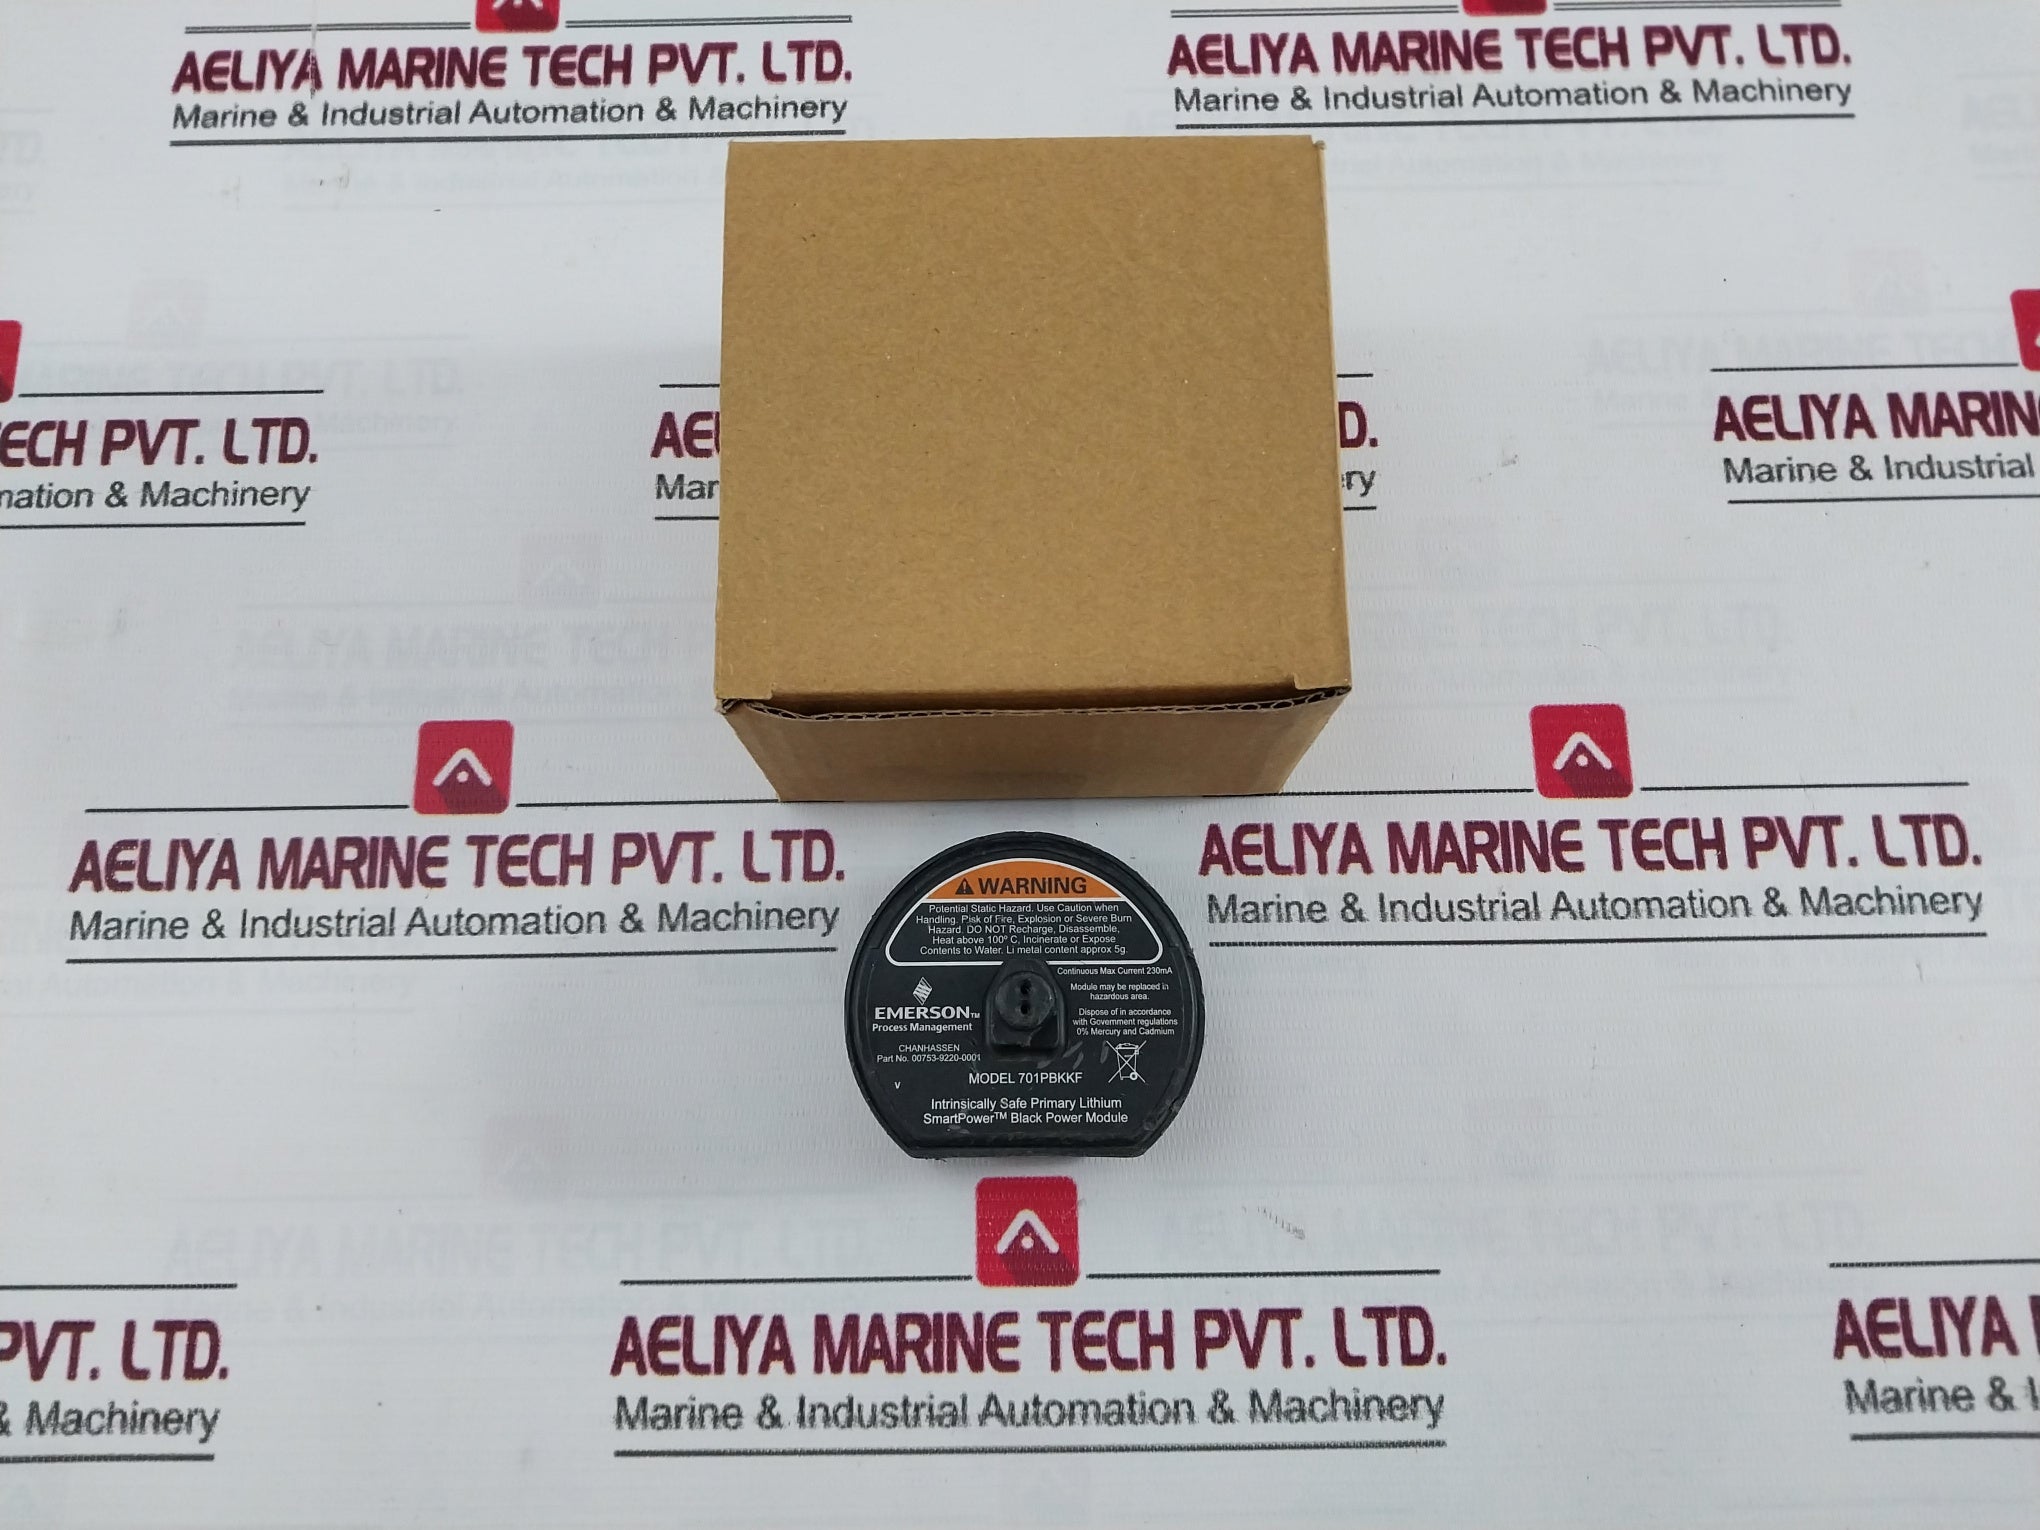 AELIYA MARINE TECH PVT. LTD.
Marine & Industrial Automation & Machinery
AELIYA MARINE TECH PVT. LTD.
Marine & Industrial Automation & Machinery
ECH PVT. LTD.
nation & Machinery
AEL
Mar
D.
ry
AELIYA MARIN
Marine & Industrial
AELIYA MARINE TECH PVT. LTD.
Marine & Industrial Automation & Machinery
AELIYA MARINE TECH PVT. LTD.
Marine & Industrial Automation & Machinery
WARNING
Potential Static Hazard. Use Caution when
Handling. Risk of Fire, Explosion or Severe Burn
Hazard. DO NOT Recharge, Disassemble,
Heat above 100° C, Incinerate or Expose
Contents to Water. Li metal content approx 5g.
Continuous Max Current 230mA
Module may be replaced in
hazardous area.
Dispose of in accordance
with Government regulations
0% Mercury and Cadmium
EMERSON™
Process Management
CHANHASSEN
Part No. 00753-9220-0001
V
MODEL 701PBKKF
Intrinsically Safe Primary Lithium
SmartPower™ Black Power Module
PVT. LTD.
& Machinery
AELIYA MARINE TECH PVT. LTD.
Marine & Industrial Automation & Machinery
AELIYA
Marine & I